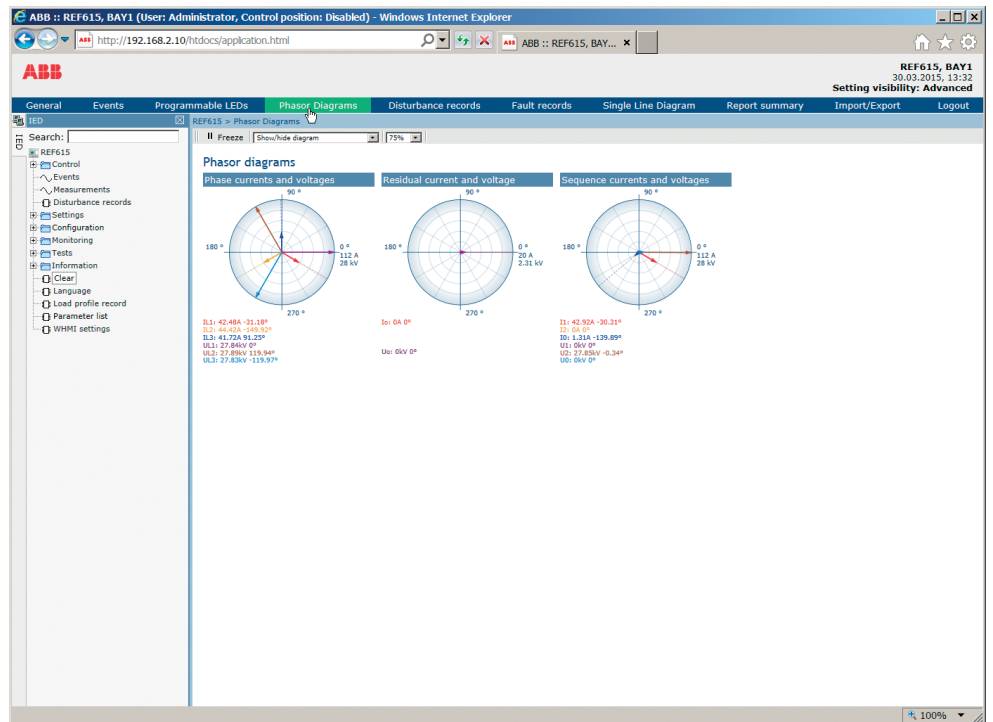 ABB :: REF615, BAY1 (User: Administrator, Control position: Disabled) - Windows Internet Explorer
http://192.168.2.10/htdocs/application.html
ABB :: REF615, BAY...
ABB
REF615, BAY1
30.03.2015, 13:32
Setting visibility: Advanced
General Events Programmable LEDs Phasor Diagrams Disturbance records Fault records Single Line Diagram Report summary Import/Export Logout
IED
IED
REF615 > Phasor Diagrams
Search:
Freeze Show/hide diagram 75%
REF615
Control
Events
Measurements
Disturbance records
Settings
Configuration
Monitoring
Tests
Information
Clear
Language
Load profile record
Parameter list
WHMI settings
Phasor diagrams
Phase currents and voltages
90 °
180 °
0 °
112 A
28 kV
270 °
IL1: 42.48A -31.18°
IL2: 44.42A -149.92°
IL3: 41.72A 91.25°
UL1: 27.84kV 0°
UL2: 27.89kV 119.94°
UL3: 27.83kV -119.97°
Residual current and voltage
90 °
180 °
0 °
20 A
2.31 kV
270 °
Io: 0A 0°
Uo: 0kV 0°
Sequence currents and voltages
90 °
180 °
0 °
112 A
28 kV
270 °
I1: 42.92A -30.31°
I2: 0A 0°
I0: 1.31A -139.89°
U1: 0kV 0°
U2: 27.85kV -0.34°
U0: 0kV 0°
100%